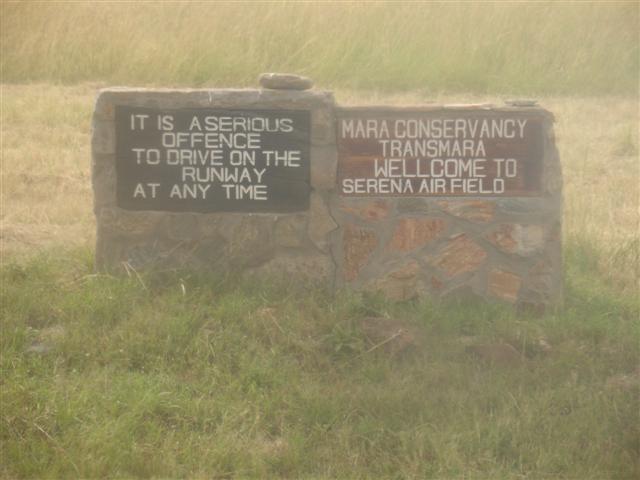 IT IS A SERIOUS
OFFENCE
TO DRIVE ON THE
RUNWAY
AT ANY TIME
MARA CONSERVANCY
TRANSMARA
WELLCOME TO
SERENA AIR FIELD